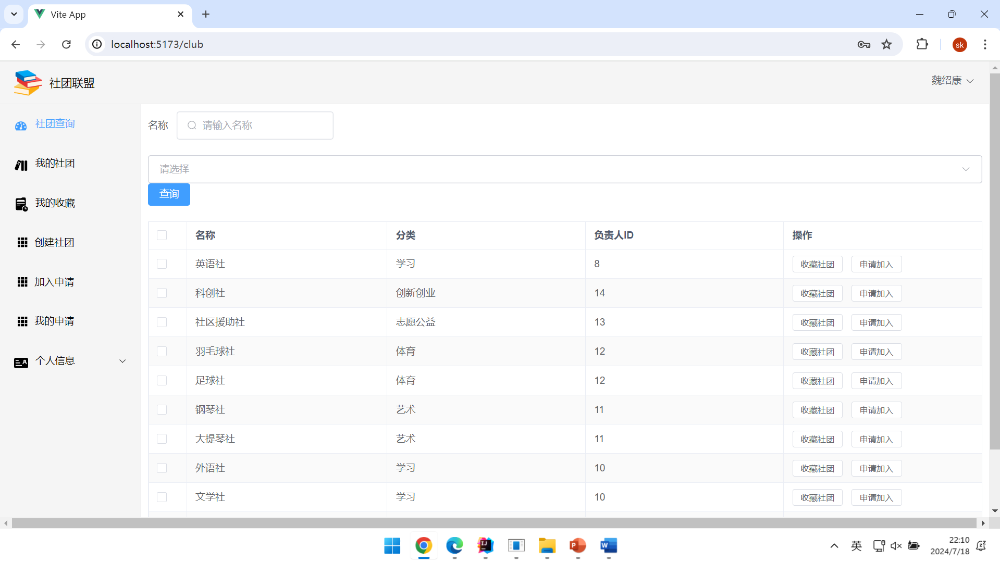 Vite App
localhost:5173/club
sk
社团联盟
魏绍康
社团查询
我的社团
我的收藏
创建社团
加入申请
我的申请
个人信息
名称 请输入名称
请选择
查询
名称 分类 负责人ID 操作
英语社 学习 8 收藏社团 申请加入
科创社 创新创业 14 收藏社团 申请加入
社区援助社 志愿公益 13 收藏社团 申请加入
羽毛球社 体育 12 收藏社团 申请加入
足球社 体育 12 收藏社团 申请加入
钢琴社 艺术 11 收藏社团 申请加入
大提琴社 艺术 11 收藏社团 申请加入
外语社 学习 10 收藏社团 申请加入
文学社 学习 10 收藏社团 申请加入
英
22:10
2024/7/18